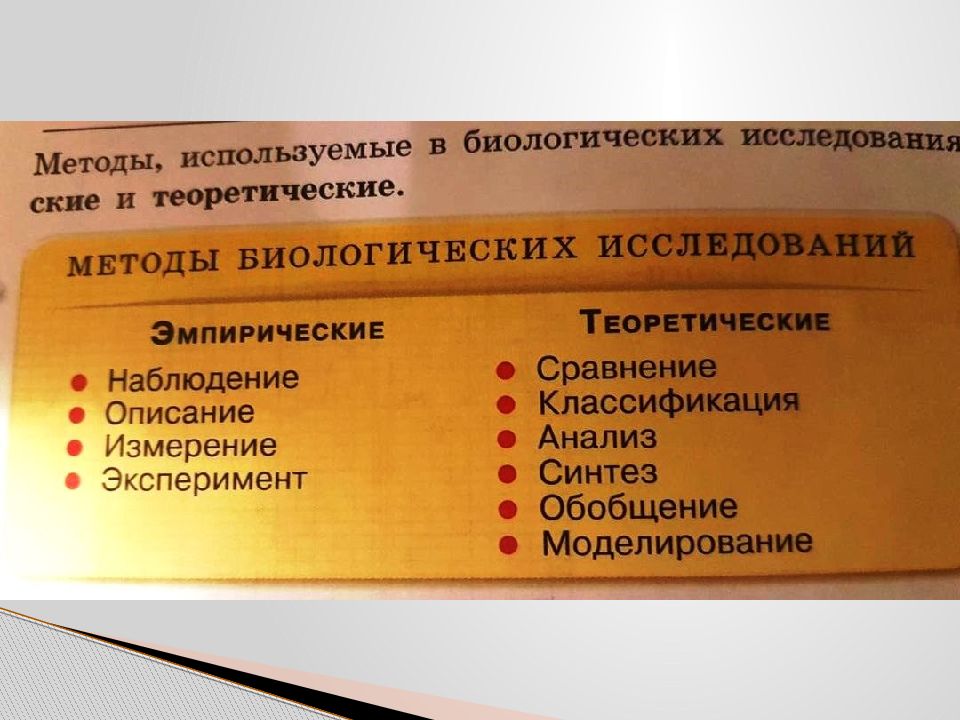 Методы, используемые в биологических исследования
ские и теоретические.
МЕТОДЫ БИОЛОГИЧЕСКИХ ИССЛЕДОВАНИЙ
ЭМПИРИЧЕСКИЕ
ТЕОРЕТИЧЕСКИЕ
Наблюдение
Описание
Измерение
Эксперимент
Сравнение
Классификация
Анализ
Синтез
Обобщение
Моделирование